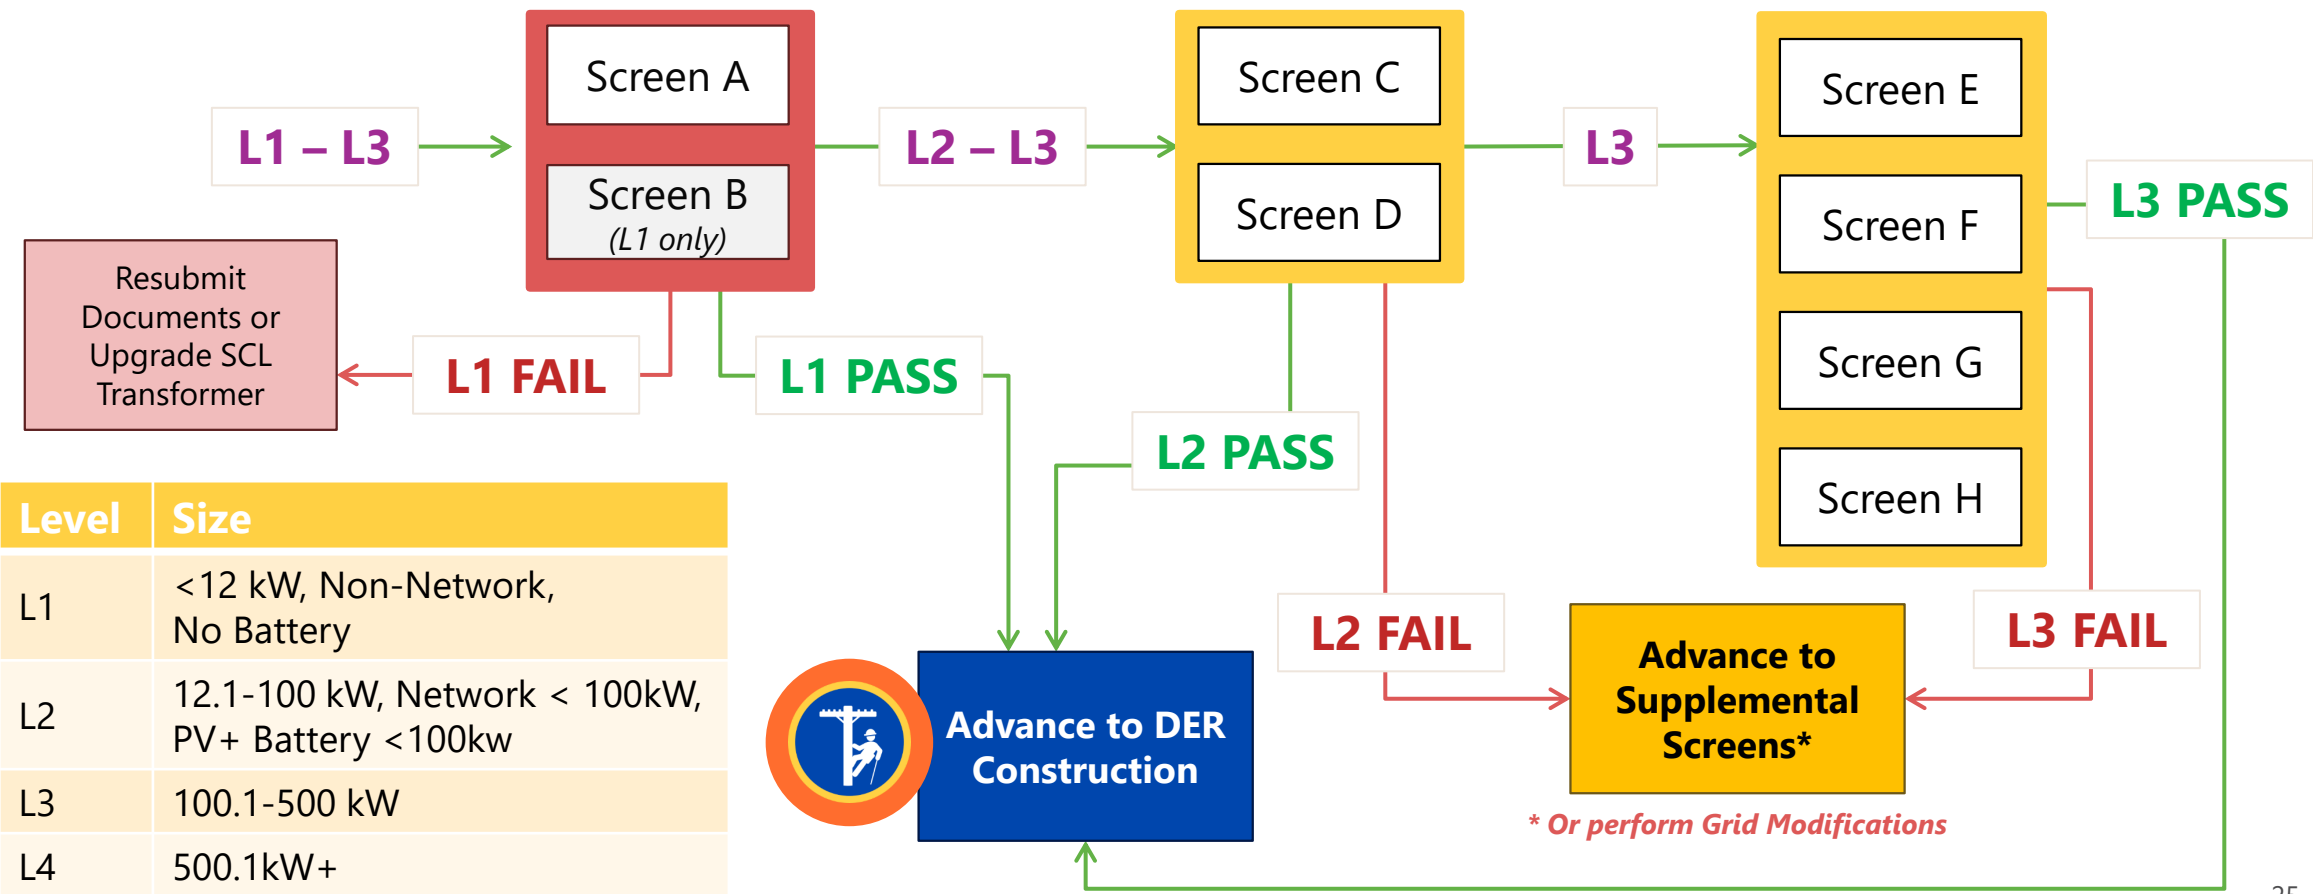 L1 – L3
Screen A
Screen B
(L1 only)
L2 – L3
Screen C
Screen D
L3
Screen E
Screen F
Screen G
Screen H
L3 PASS
Resubmit
Documents or
Upgrade SCL
Transformer
L1 FAIL
L1 PASS
L2 PASS
L2 FAIL
L3 FAIL
Level Size
L1 <12 kW, Non-Network,
No Battery
L2 12.1-100 kW, Network < 100kW,
PV+ Battery <100kw
L3 100.1-500 kW
L4 500.1kW+
Advance to DER
Construction
Advance to
Supplemental
Screens*
* Or perform Grid Modifications